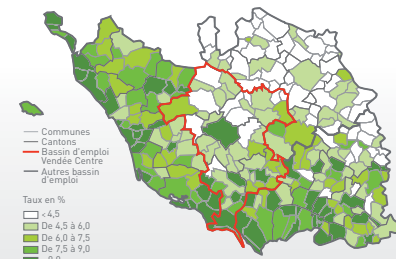 Communes
Cantons
Bassin d'emploi
Vendée Centre
Autres bassin
d'emploi
Taux en %
<4,5
De 4,5 à 6,0
De 6,0 à 7,5
De 7,5 à 9,0